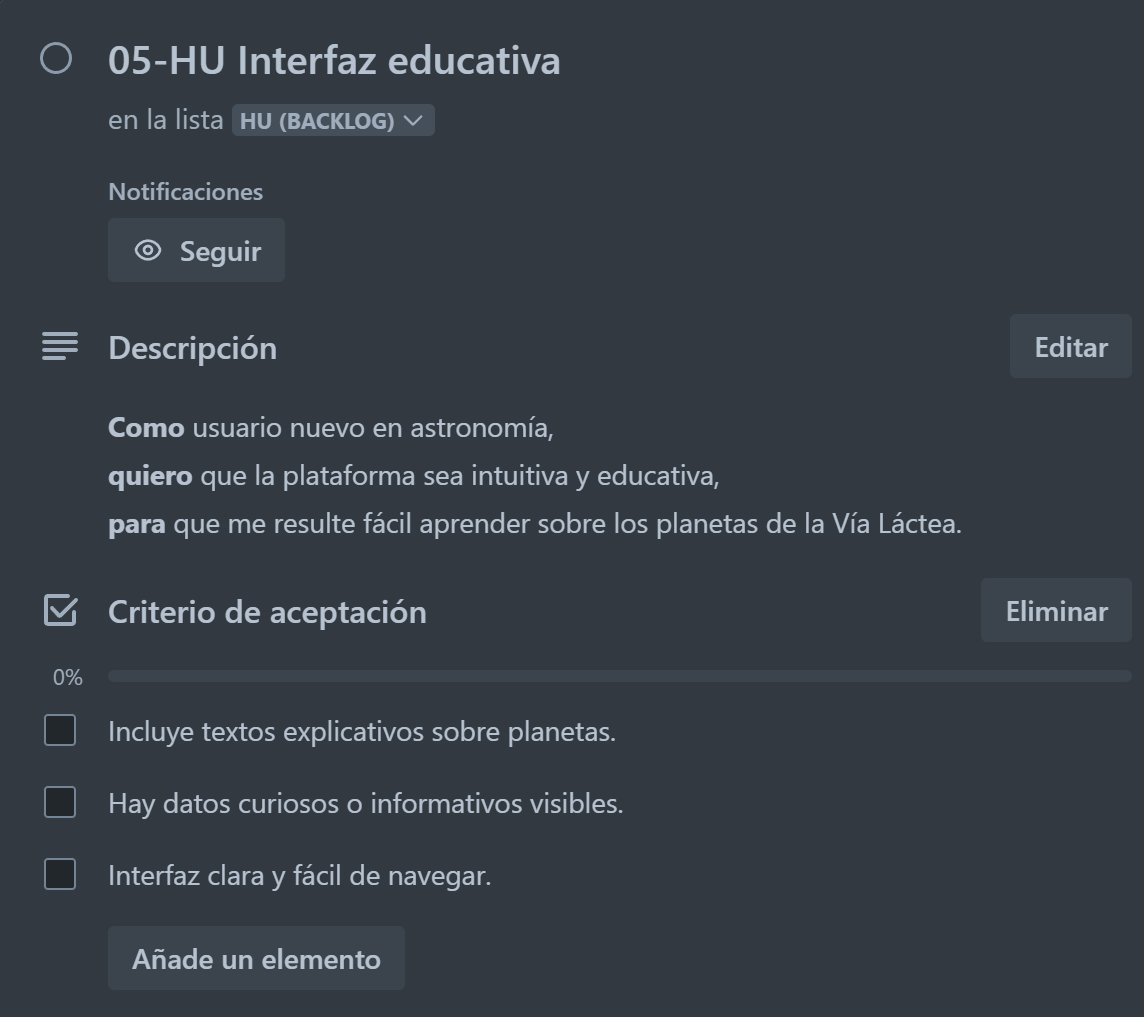 05-HU Interfaz educativa
en la lista HU (BACKLOG)
Notificaciones
Seguir
Descripción
Editar
Como usuario nuevo en astronomía,
quiero que la plataforma sea intuitiva y educativa,
para que me resulte fácil aprender sobre los planetas de la Vía Láctea.
Criterio de aceptación
Eliminar
0%
Incluye textos explicativos sobre planetas.
Hay datos curiosos o informativos visibles.
Interfaz clara y fácil de navegar.
Añade un elemento